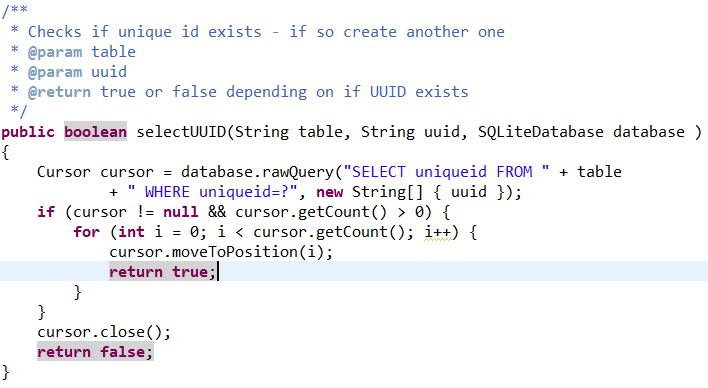 /**
 * Checks if unique id exists - if so create another one
 * @param table
 * @param uuid
 * @return true or false depending on if UUID exists
 */
public boolean selectUUID(String table, String uuid, SQLiteDatabase database )
{
    Cursor cursor = database.rawQuery("SELECT uniqueid FROM " + table
            + " WHERE uniqueid=?", new String[] { uuid });
    if (cursor != null && cursor.getCount() > 0) {
        for (int i = 0; i < cursor.getCount(); i++) {
            cursor.moveToPosition(i);
            return true;
        }
    }
    cursor.close();
    return false;
}